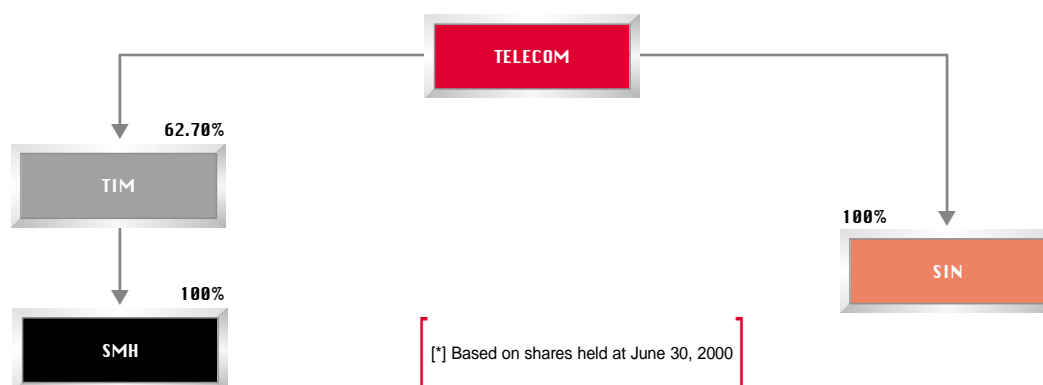 TELECOM
62.70%
TIM
100%
SIN
100%
SMH
[*] Based on shares held at June 30, 2000